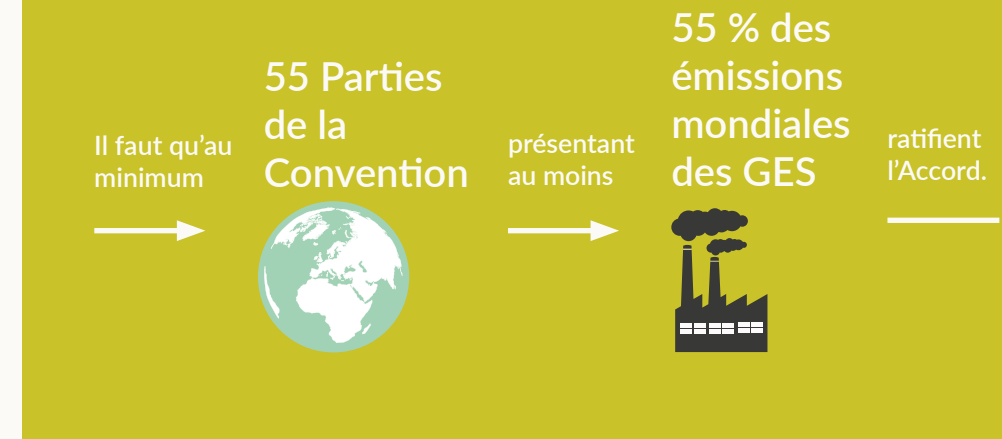 Il faut qu’au
minimum
55 Parties
de la
Convention
présentant
au moins
55 % des
émissions
mondiales
des GES
ratifient
l’Accord.